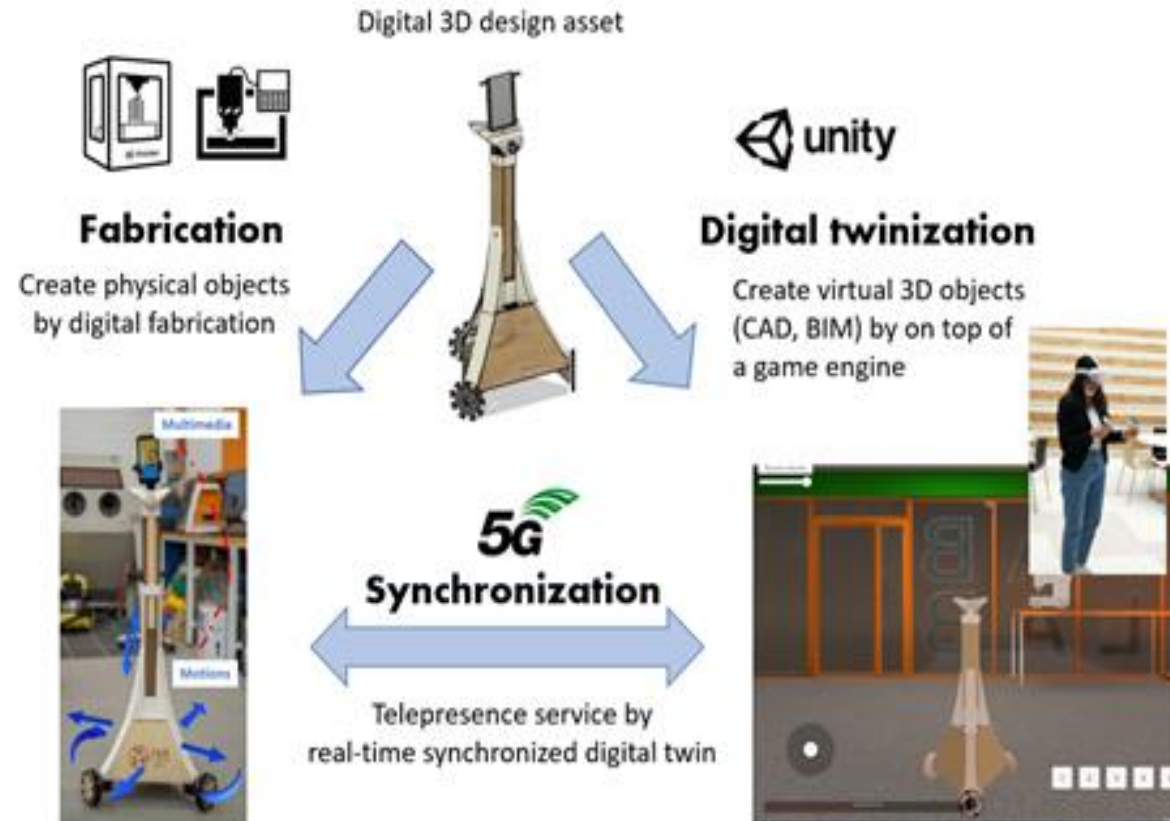 Digital 3D design asset
unity
Fabrication
Digital twinization
Create physical objects
by digital fabrication
Create virtual 3D objects
(CAD, BIM) by on top of
a game engine
Multimedia
5G
Synchronization
Motions
Telepresence service by
real-time synchronized digital twin